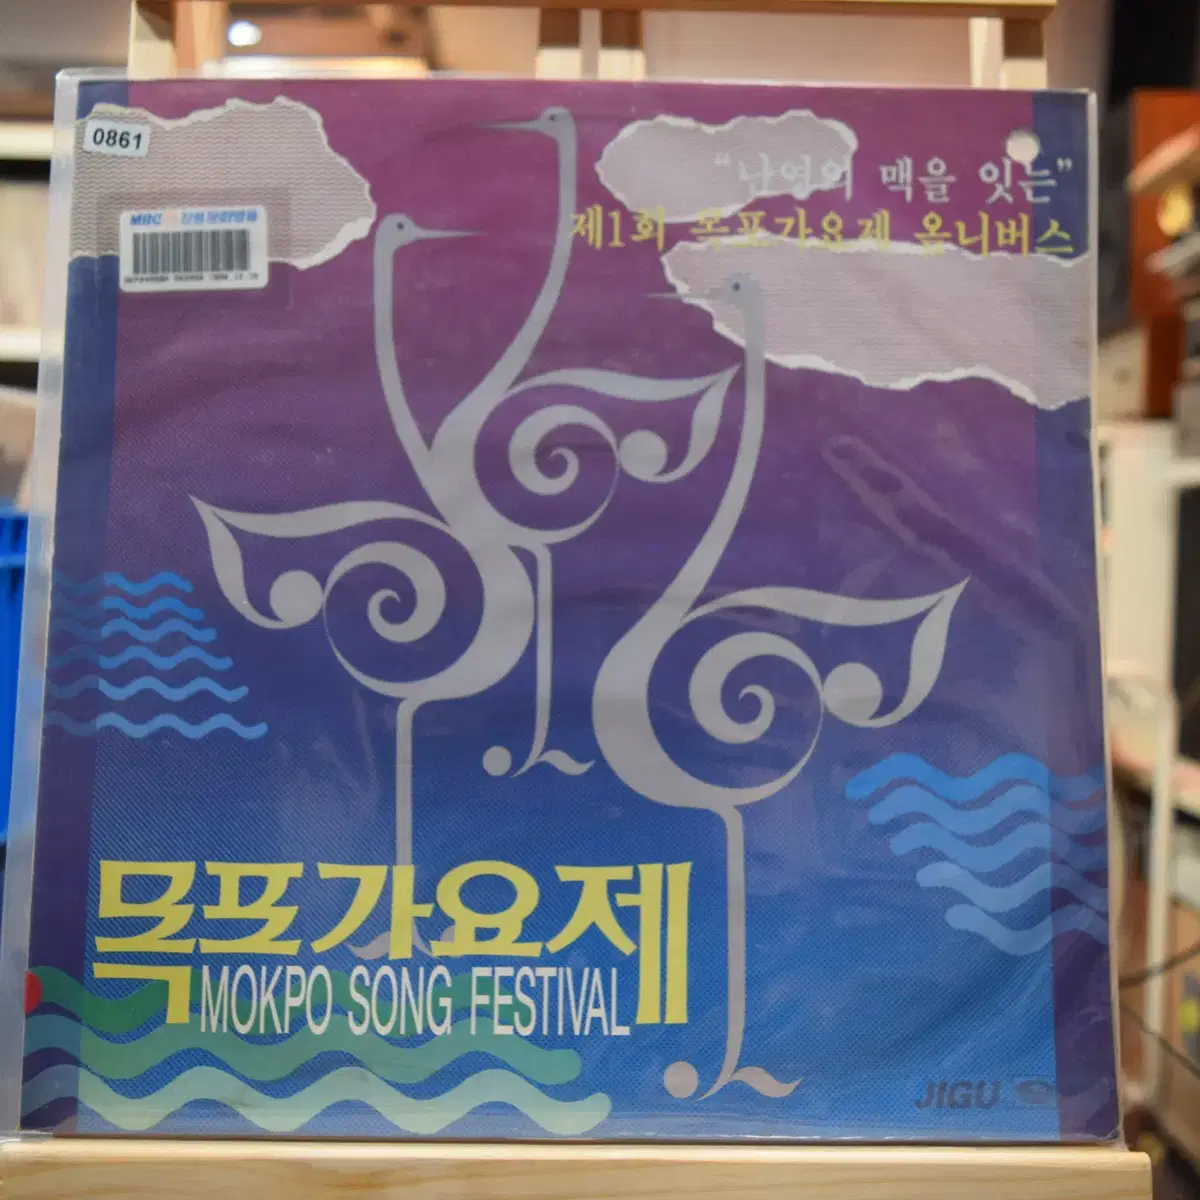 0861
MBC
"난영의 맥을 잇는"
제1회 목포가요제 옴니버스
목포가요제
MOKPO SONG FESTIVAL
JIGU